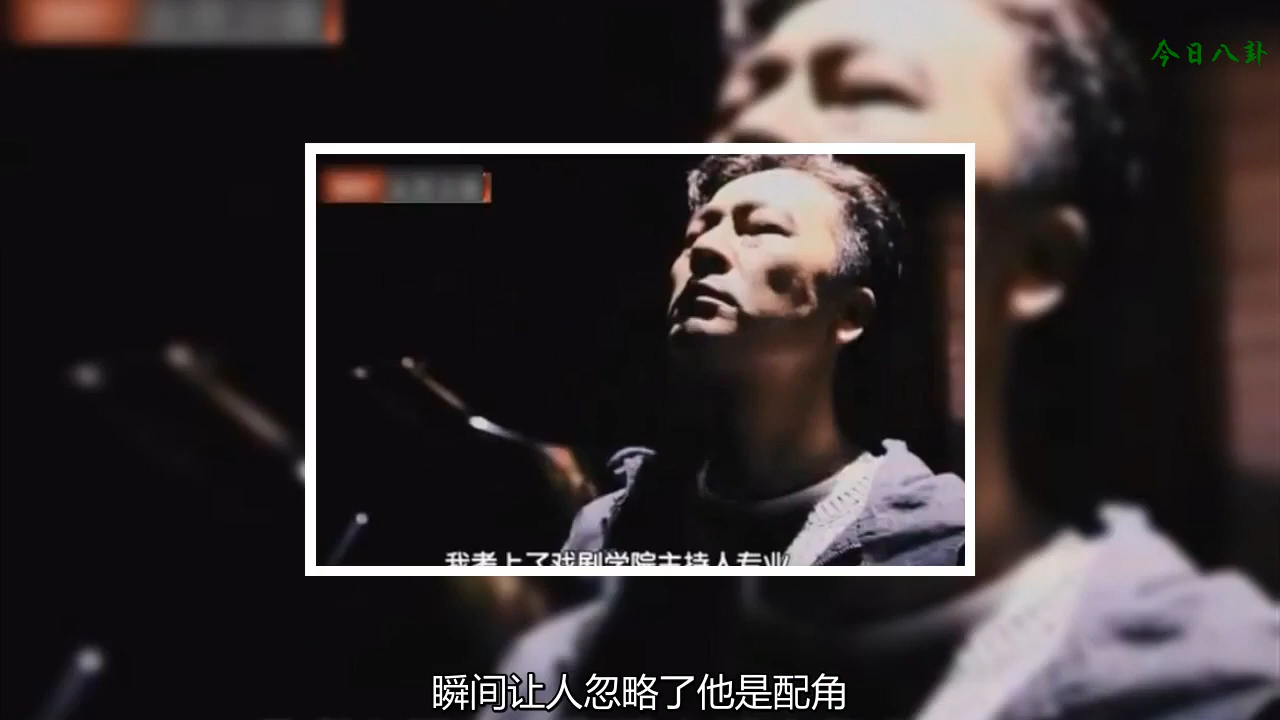 今日八卦
我考上了戏剧学院主持人专业
瞬间让人忽略了他是配角